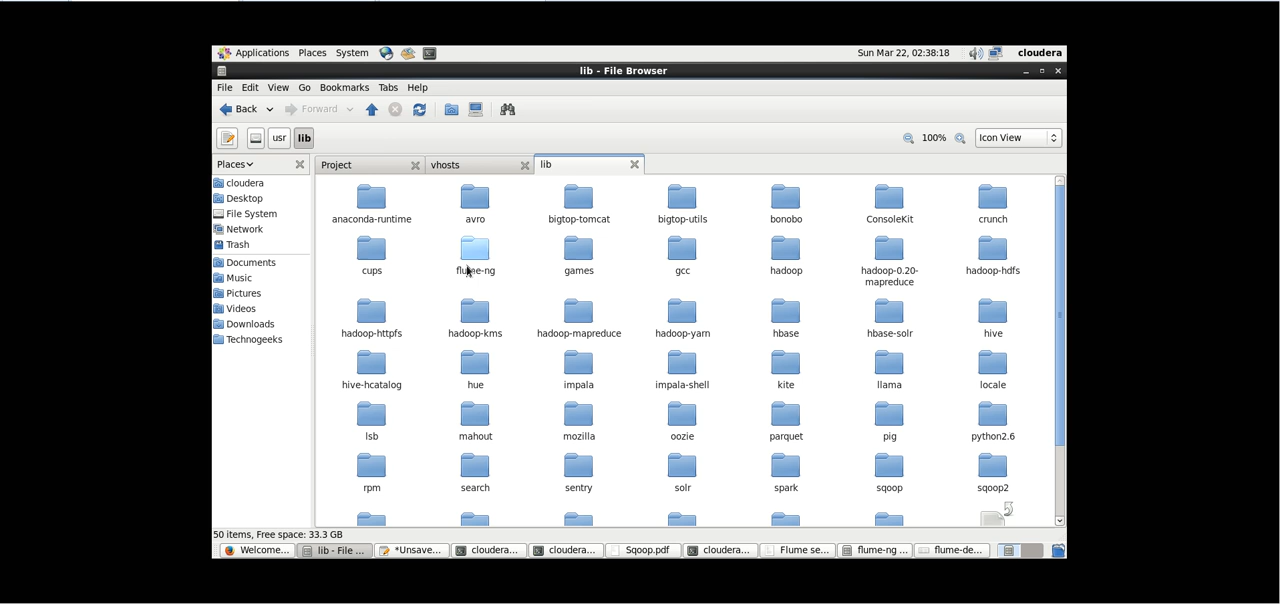 Applications Places System Sun Mar 22, 02:38:18 cloudera
lib - File Browser
File Edit View Go Bookmarks Tabs Help
Back Forward
usr lib 100% Icon View
Places Project vhosts lib
cloudera
Desktop
File System
Network
Trash
Documents
Music
Pictures
Videos
Downloads
Technogeeks
anaconda-runtime avro bigtop-tomcat bigtop-utils bonobo ConsoleKit crunch
cups flume-ng games gcc hadoop hadoop-0.20-
mapreduce hadoop-hdfs
hadoop-httpfs hadoop-kms hadoop-mapreduce hadoop-yarn hbase hbase-solr hive
hive-hcatalog hue impala impala-shell kite llama locale
lsb mahout mozilla oozie parquet pig python2.6
rpm search sentry solr spark sqoop sqoop2
50 items, Free space: 33.3 GB
Welcome... lib - File ... *Unsave... cloudera... cloudera... Sqoop.pdf cloudera... Flume se... flume-ng ... flume-de...